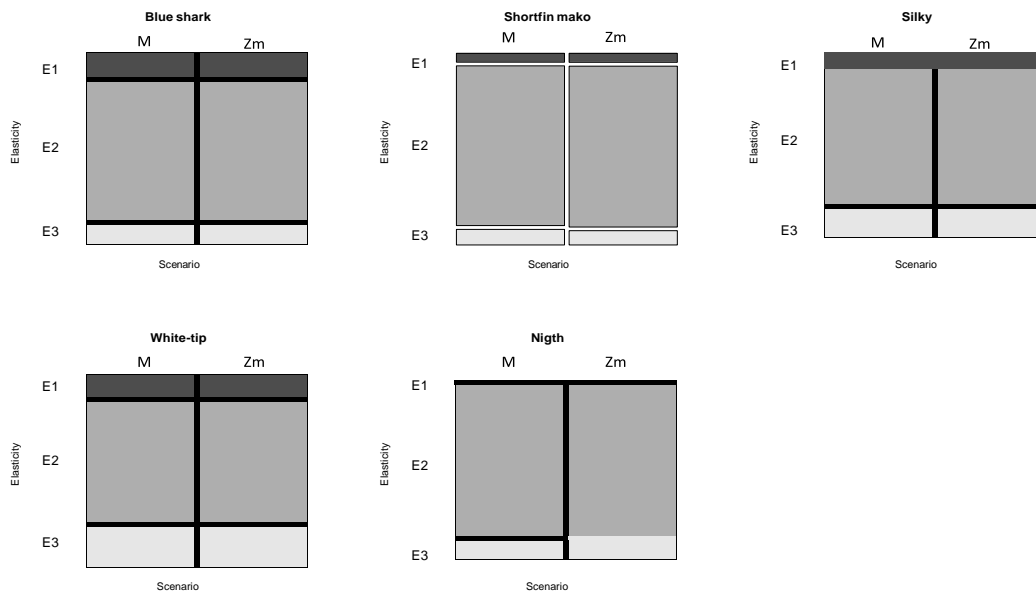 Blue shark
M Zm
E1
E2
E3
Elasticity
Scenario
Shortfin mako
M Zm
E1
E2
E3
Elasticity
Scenario
Silky
M Zm
E1
E2
E3
Elasticity
Scenario
White-tip
M Zm
E1
E2
E3
Elasticity
Scenario
Nigth
M Zm
E1
E2
E3
Elasticity
Scenario